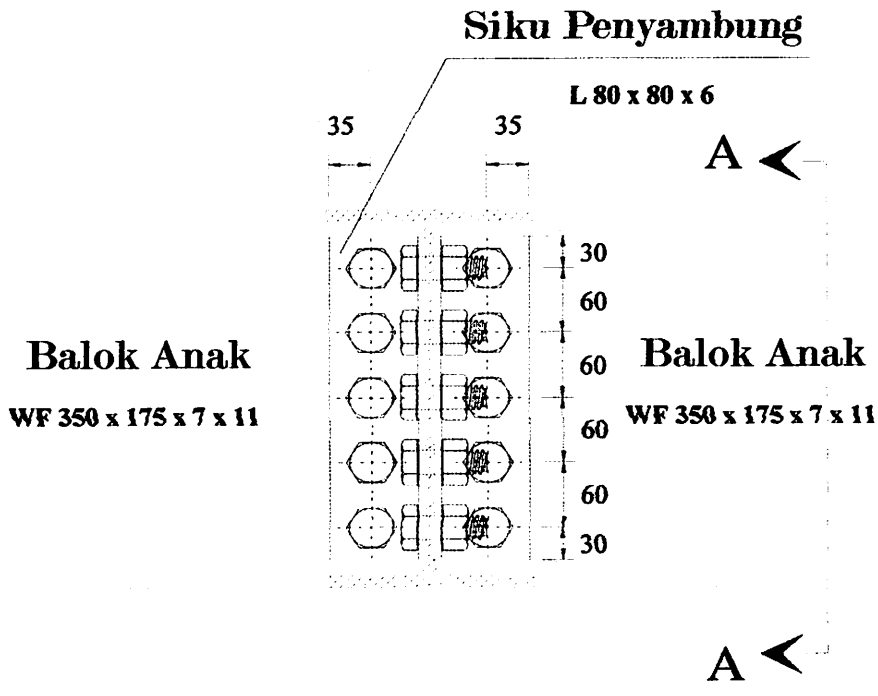 Siku Penyambung
L 80 x 80 x 6
35
35
A
30
60
60
60
60
30
Balok Anak
WF 350 x 175 x 7 x 11
Balok Anak
WF 350 x 175 x 7 x 11
A